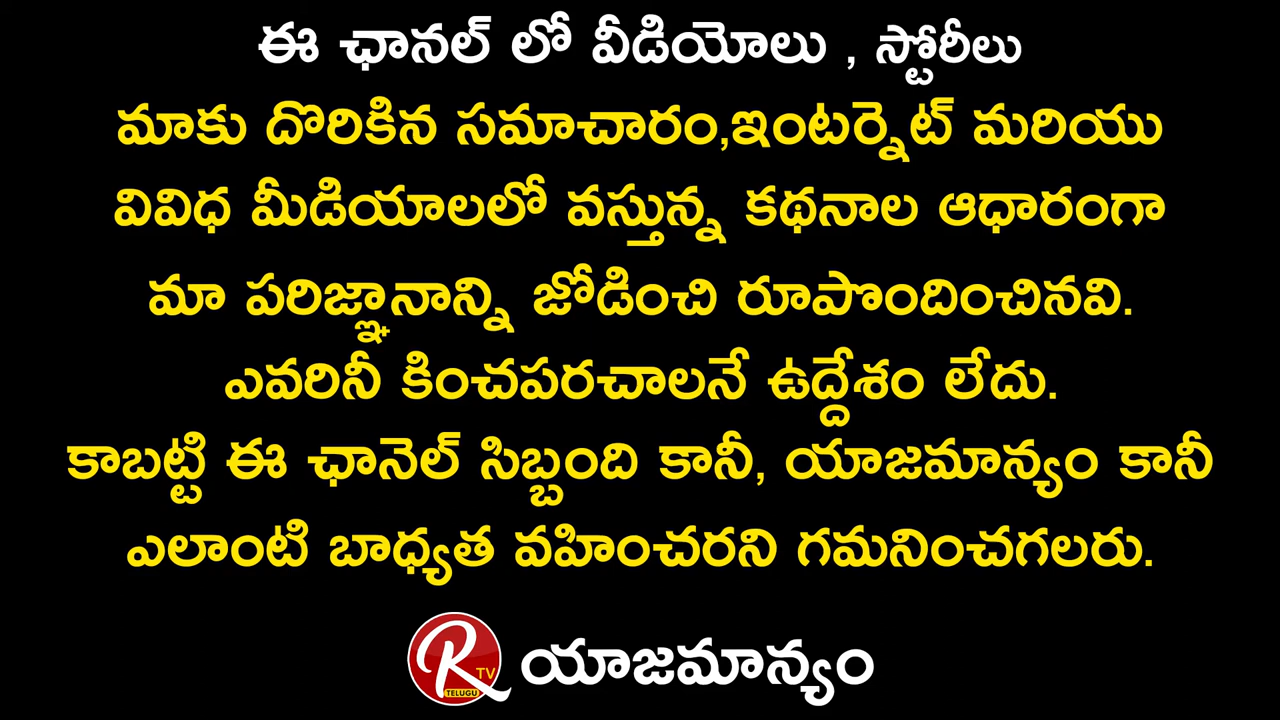 ఈ ఛానల్ లో వీడియోలు , స్టోరీలు
మాకు దొరికిన సమాచారం,ఇంటర్నెట్ మరియు
వివిధ మీడియాలలో వస్తున్న కథనాల ఆధారంగా
మా పరిజ్ఞానాన్ని జోడించి రూపొందించినవి.
ఎవరినీ కించపరచాలనే ఉద్దేశం లేదు.
కాబట్టి ఈ ఛానెల్ సిబ్బంది కానీ, యాజమాన్యం కానీ
ఎలాంటి బాధ్యత వహించరని గమనించగలరు.
R TV TELUGU యాజమాన్యం